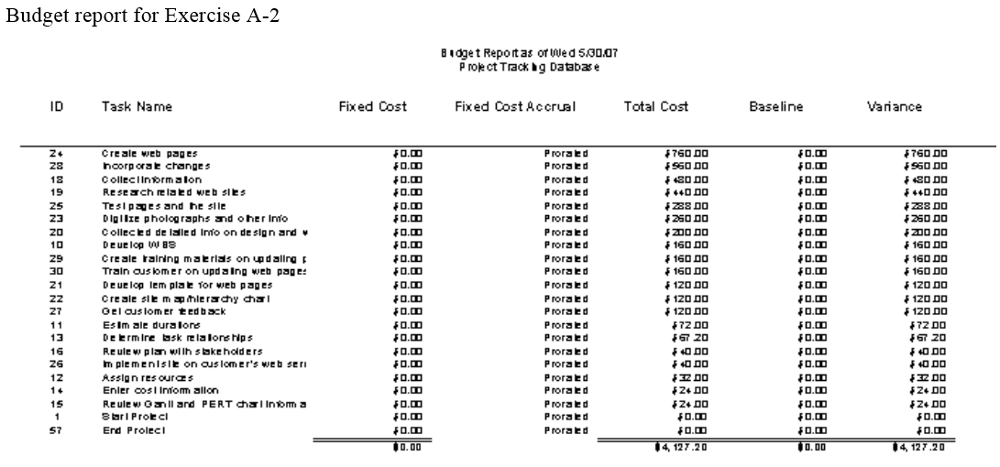 Budget report for Exercise A-2
Budget Report as of Wed 5/30/07
Project Tracking Database
ID Task Name Fixed Cost Fixed Cost Accrual Total Cost Baseline Variance
24 Create web pages $0.00 Prorated $760.00 $0.00 $760.00
28 Incorporate changes $0.00 Prorated $560.00 $0.00 $560.00
18 Collect information $0.00 Prorated $480.00 $0.00 $480.00
19 Research related web sites $0.00 Prorated $440.00 $0.00 $440.00
25 Test pages and the site $0.00 Prorated $288.00 $0.00 $288.00
23 Digitize photographs and other info $0.00 Prorated $260.00 $0.00 $260.00
20 Collected detailed info on design and $0.00 Prorated $200.00 $0.00 $200.00
10 Develop WBS $0.00 Prorated $160.00 $0.00 $160.00
29 Create training materials on updating $0.00 Prorated $160.00 $0.00 $160.00
30 Train customer on updating web pages $0.00 Prorated $160.00 $0.00 $160.00
21 Develop template for web pages $0.00 Prorated $120.00 $0.00 $120.00
22 Create site map/hierarchy chart $0.00 Prorated $120.00 $0.00 $120.00
27 Get customer feedback $0.00 Prorated $120.00 $0.00 $120.00
11 Estimate durations $0.00 Prorated $72.00 $0.00 $72.00
13 Determine task relationships $0.00 Prorated $67.20 $0.00 $67.20
16 Review plan with stakeholders $0.00 Prorated $40.00 $0.00 $40.00
26 Implement site on customer's web serv $0.00 Prorated $40.00 $0.00 $40.00
12 Assign resources $0.00 Prorated $32.00 $0.00 $32.00
14 Enter cost information $0.00 Prorated $24.00 $0.00 $24.00
15 Review Gantt and PERT chart informa $0.00 Prorated $24.00 $0.00 $24.00
1 Start Project $0.00 Prorated $0.00 $0.00 $0.00
57 End Project $0.00 Prorated $0.00 $0.00 $0.00
$0.00 $4,127.20 $0.00 $4,127.20